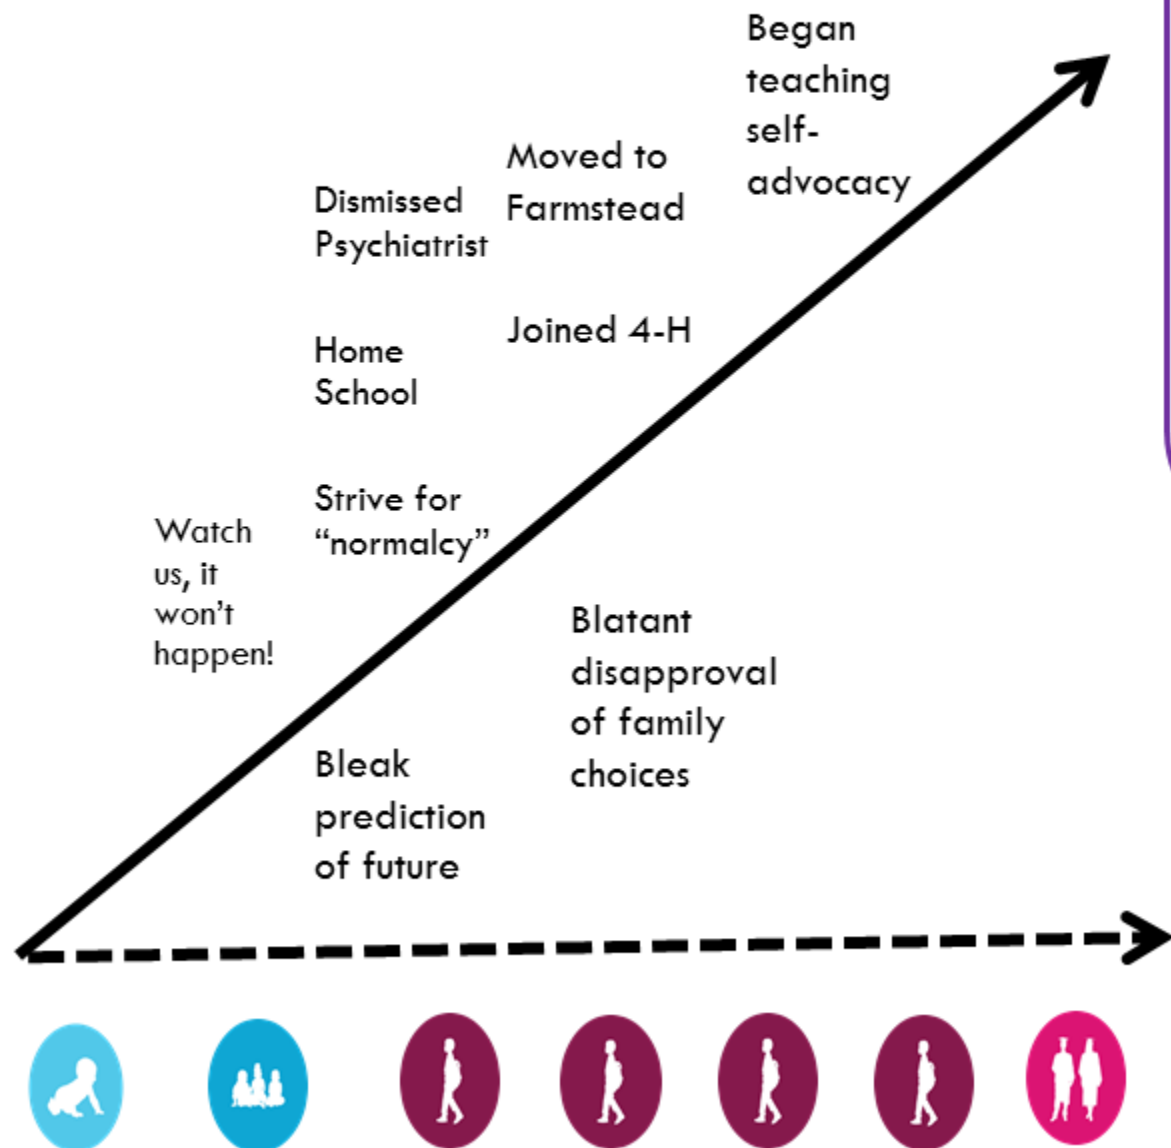 Began
teaching
self-
advocacy
Moved to
Farmstead
Dismissed
Psychiatrist
Joined 4-H
Home
School
Strive for
“normalcy”
Watch
us, it
won’t
happen!
Blatant
disapproval
of family
choices
Bleak
prediction
of future